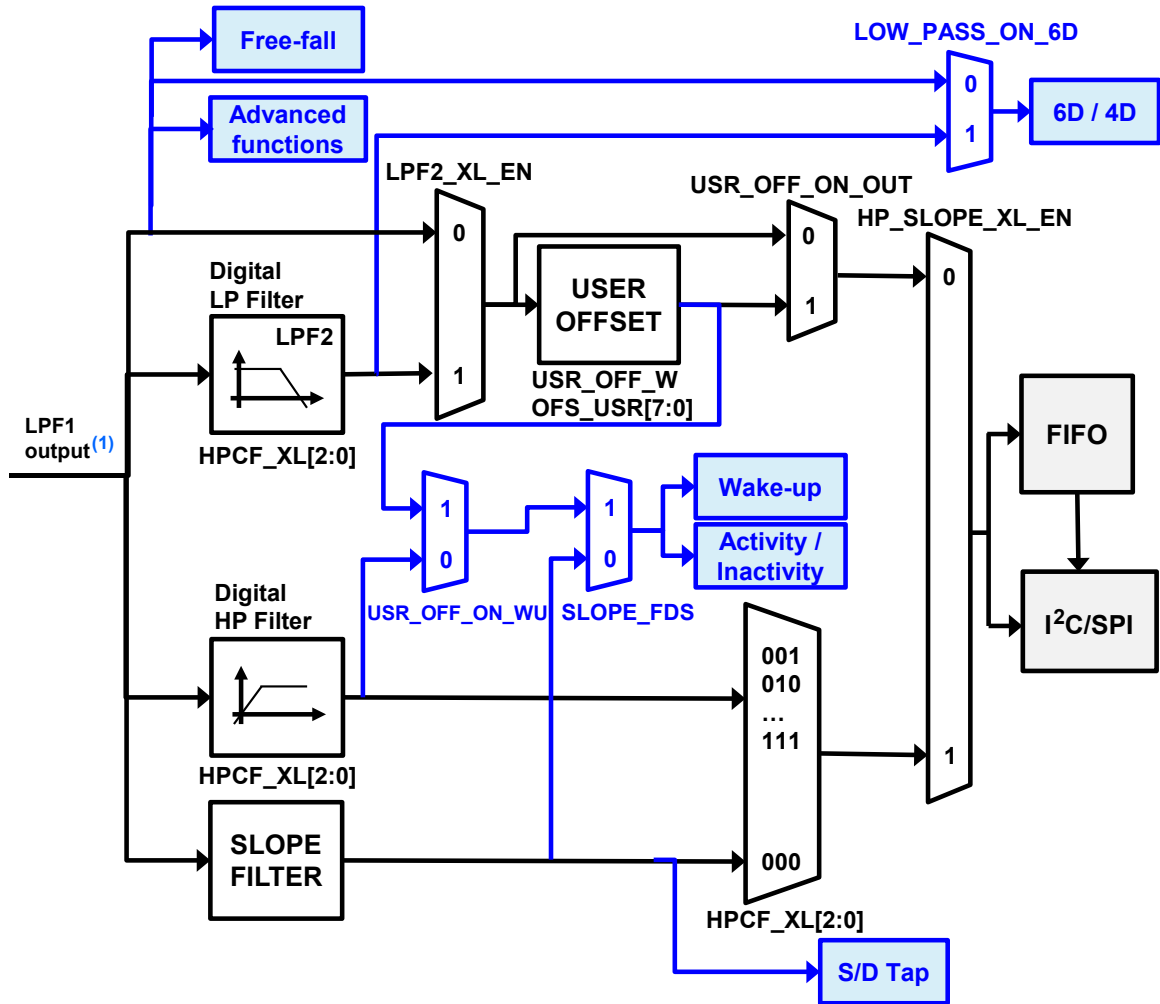 Free-fall
LOW_PASS_ON_6D
0
1
6D / 4D
Advanced
functions
LPF2_XL_EN
0
1
USR_OFF_ON_OUT
0
1
HP_SLOPE_XL_EN
0
1
Digital
LP Filter
LPF2
HPCF_XL[2:0]
USER
OFFSET
USR_OFF_W
OFS_USR[7:0]
LPF1
output(1)
FIFO
I2C/SPI
1
0
USR_OFF_ON_WU
1
0
SLOPE_FDS
Wake-up
Activity /
Inactivity
Digital
HP Filter
HPCF_XL[2:0]
001
010
...
111
000
HPCF_XL[2:0]
SLOPE
FILTER
S/D Tap